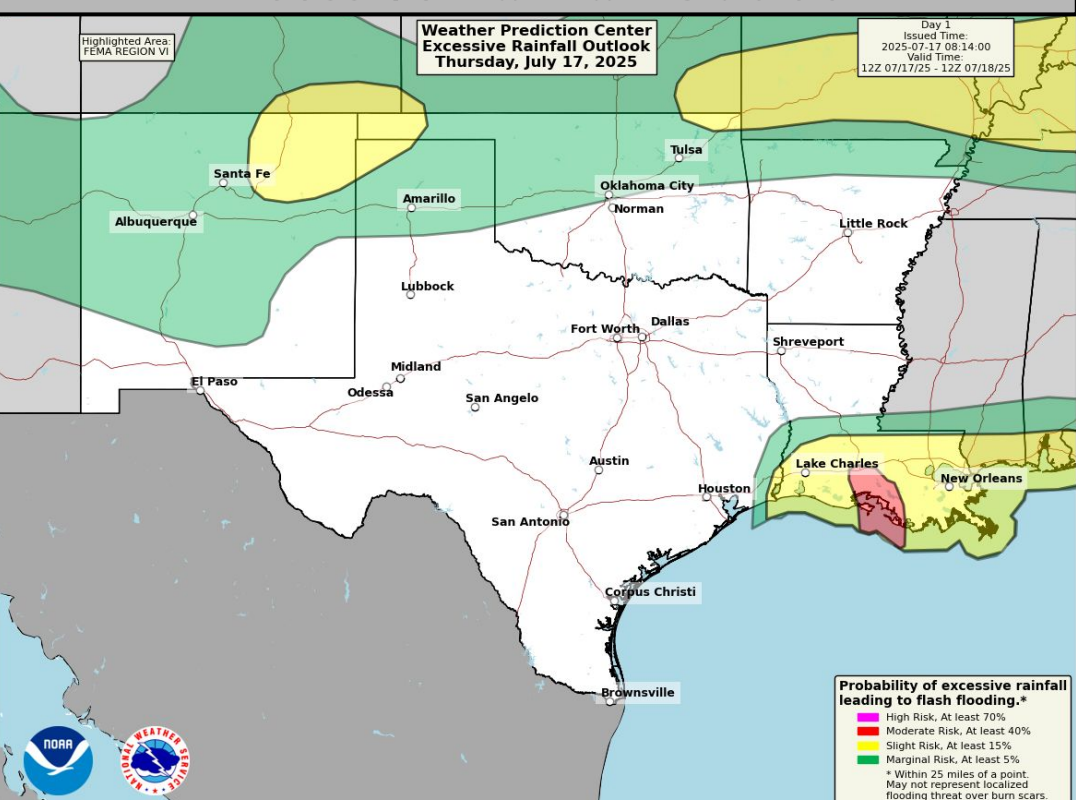 Highlighted Area:
FEMA REGION VI
Weather Prediction Center
Excessive Rainfall Outlook
Thursday, July 17, 2025
Day 1
Issued Time:
2025-07-17 08:14:00
Valid Time:
12Z 07/17/25 - 12Z 07/18/25
Tulsa
Santa Fe
Oklahoma City
Amarillo
Norman
Albuquerque
Little Rock
Lubbock
Dallas
Fort Worth
Shreveport
Midland
El Paso
Odessa
San Angelo
Austin
Lake Charles
New Orleans
Houston
San Antonio
Corpus Christi
Brownsville
Probability of excessive rainfall
leading to flash flooding.*
High Risk, At least 70%
Moderate Risk, At least 40%
Slight Risk, At least 15%
Marginal Risk, At least 5%
* Within 25 miles of a point.
May not represent localized
flooding threat over burn scars.
NOAA
NATIONAL WEATHER SERVICE